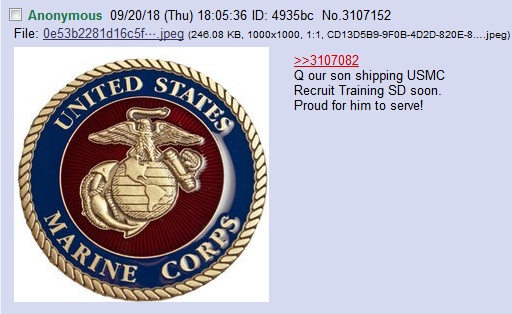 Anonymous 09/20/18 (Thu) 18:05:36 ID: 4935bc No.3107152
File: 0e53b2281d16c5f⋯.jpeg (246.08 KB, 1000x1000, 1:1, CD13D5B9-9F0B-4D2D-820E-8….jpeg)
>>3107082
Q our son shipping USMC
Recruit Training SD soon.
Proud for him to serve!
UNITED STATES
MARINE CORPS